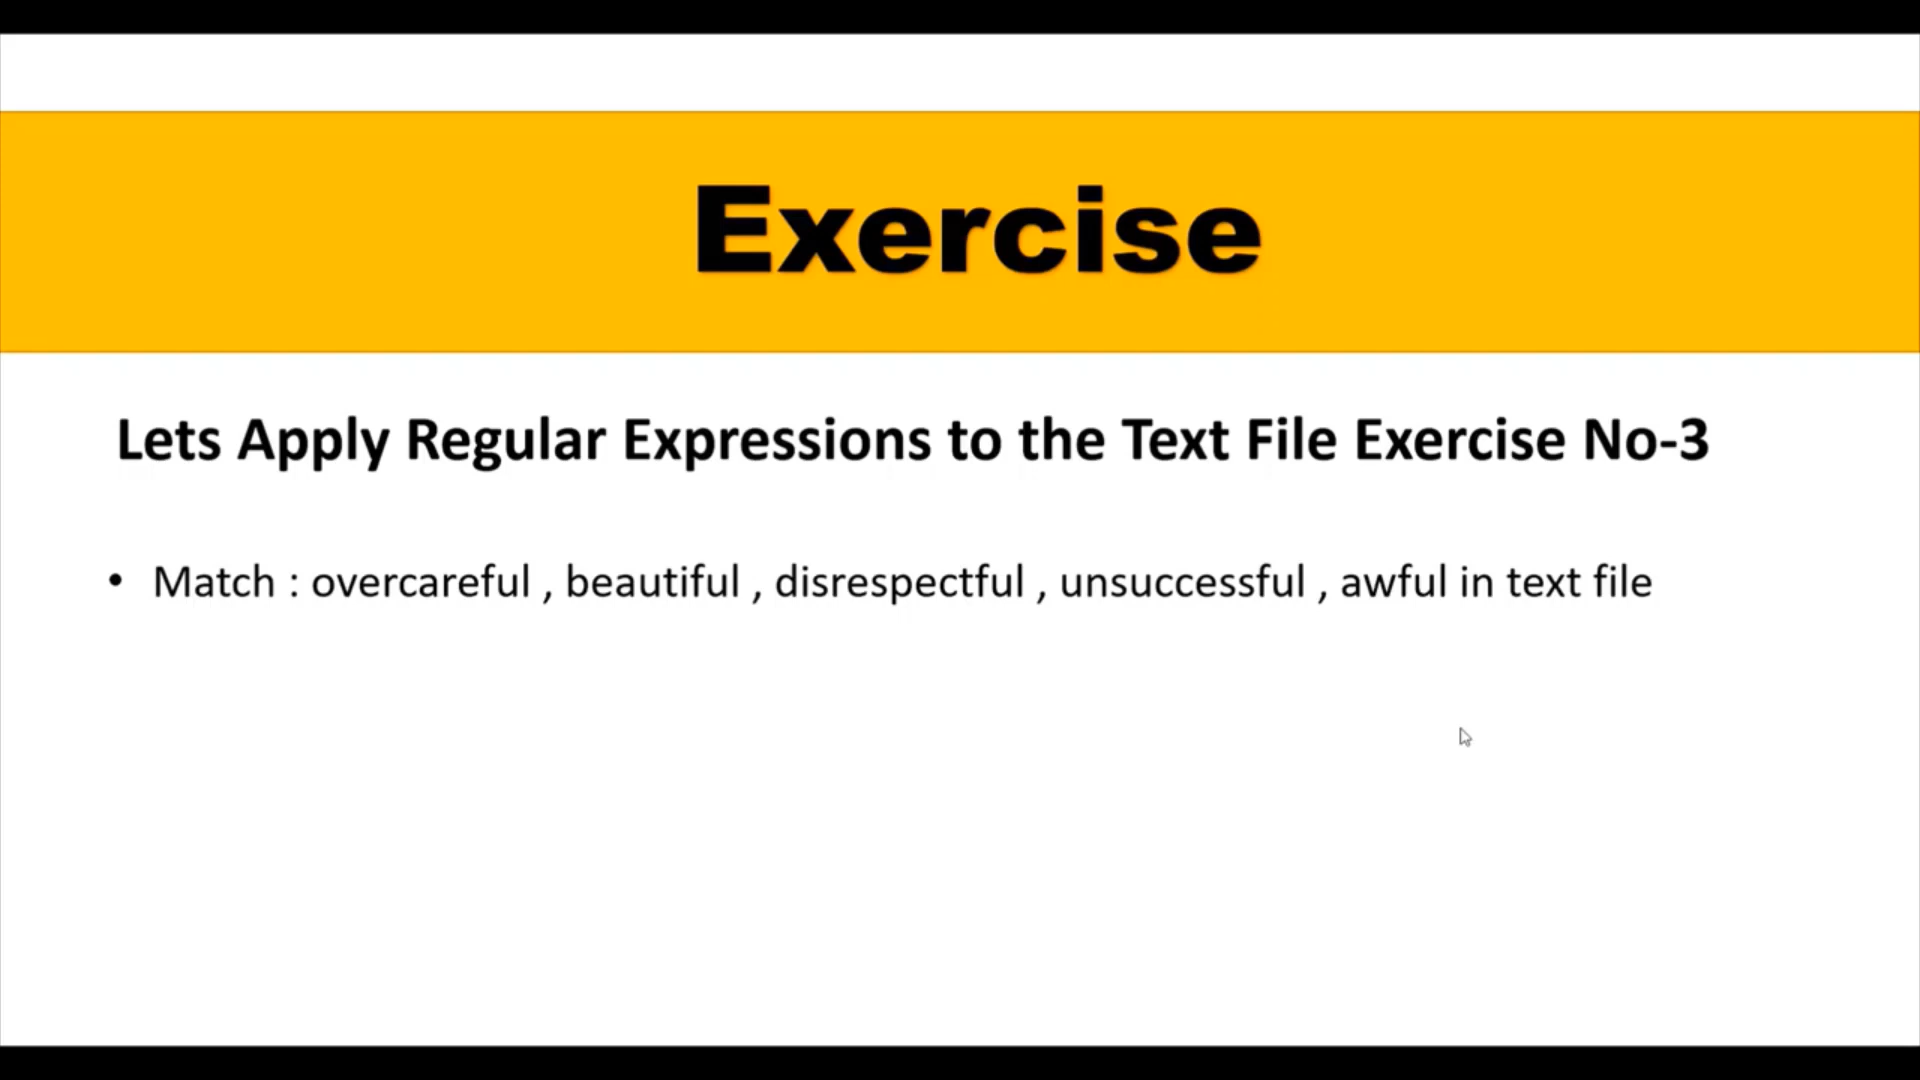 Exercise
Lets Apply Regular Expressions to the Text File Exercise No-3
• Match : overcareful , beautiful , disrespectful , unsuccessful , awful in text file